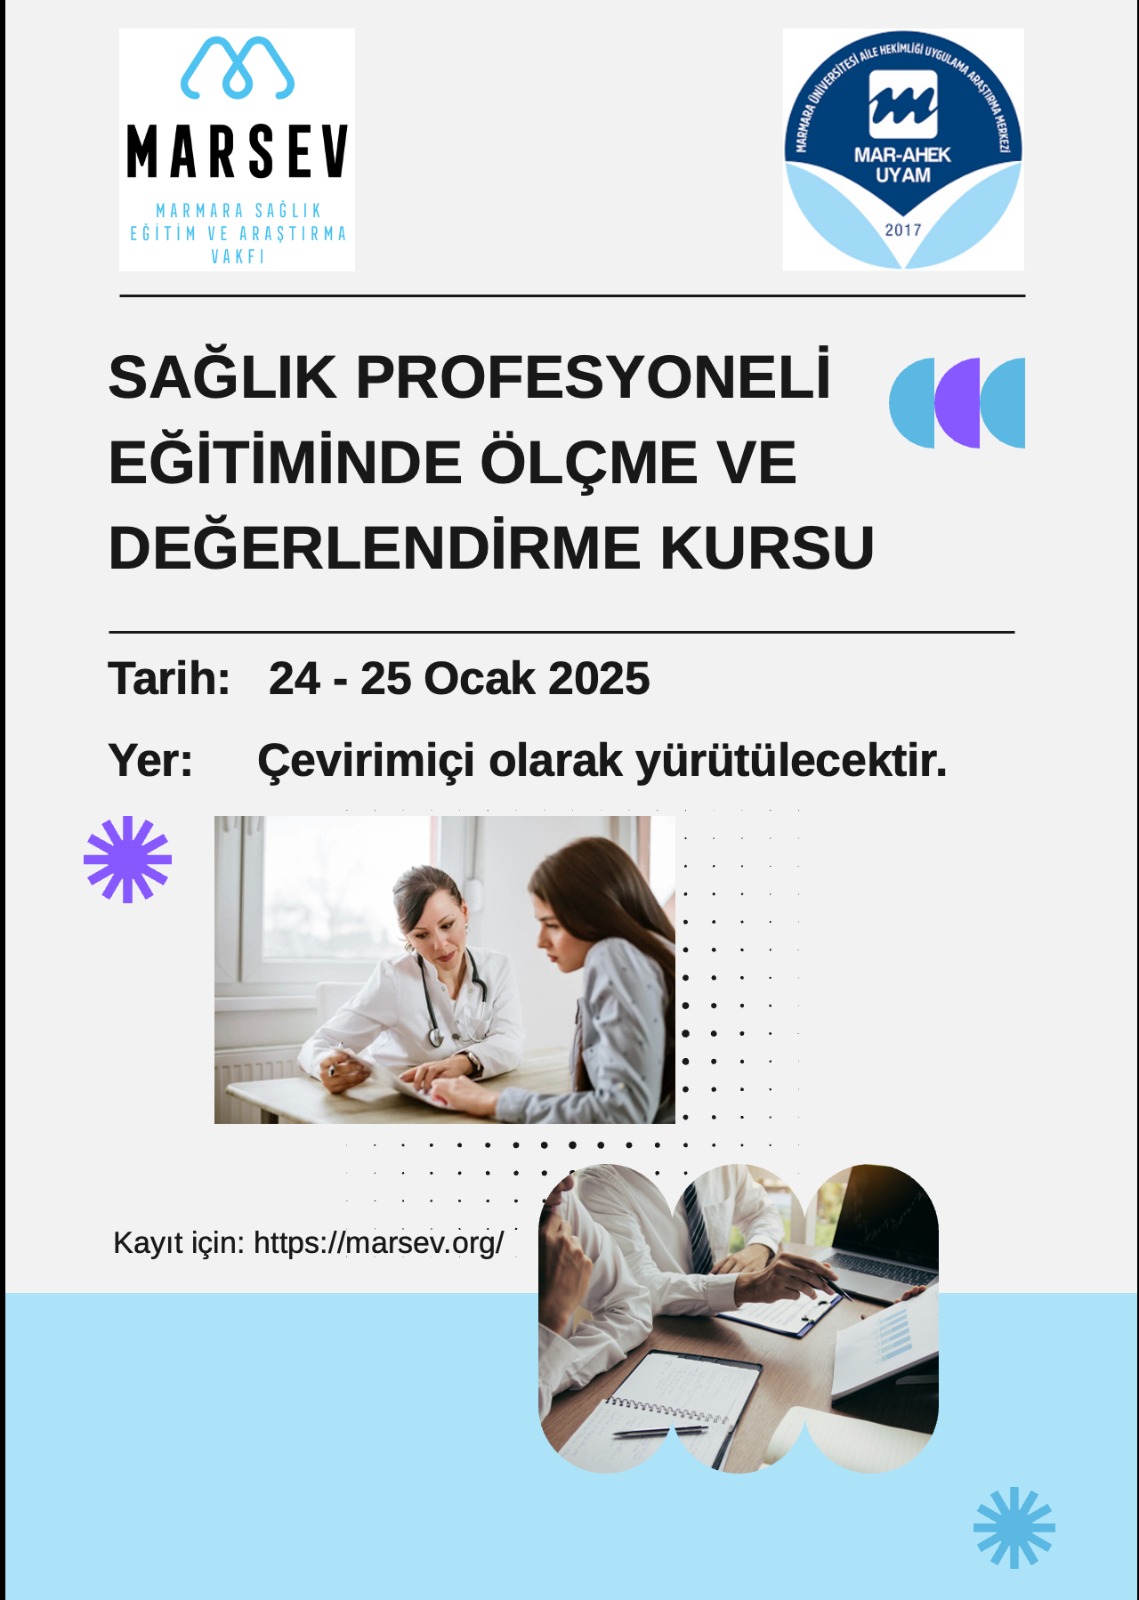 MARSEV
MARMARA SAĞLIK
EĞİTİM VE ARAŞTIRMA
VAKFI
MARMARA ÜNİVERSİTESİ AİLE HEKİMLİĞİ UYGULAMA ARAŞTIRMA MERKEZİ
MAR-AHEK
UYAM
2017
SAĞLIK PROFESYONELİ
EĞİTİMİNDE ÖLÇME VE
DEĞERLENDİRME KURSU
Tarih: 24 - 25 Ocak 2025
Yer: Çevirimiçi olarak yürütülecektir.
Kayıt için: https://marsev.org/